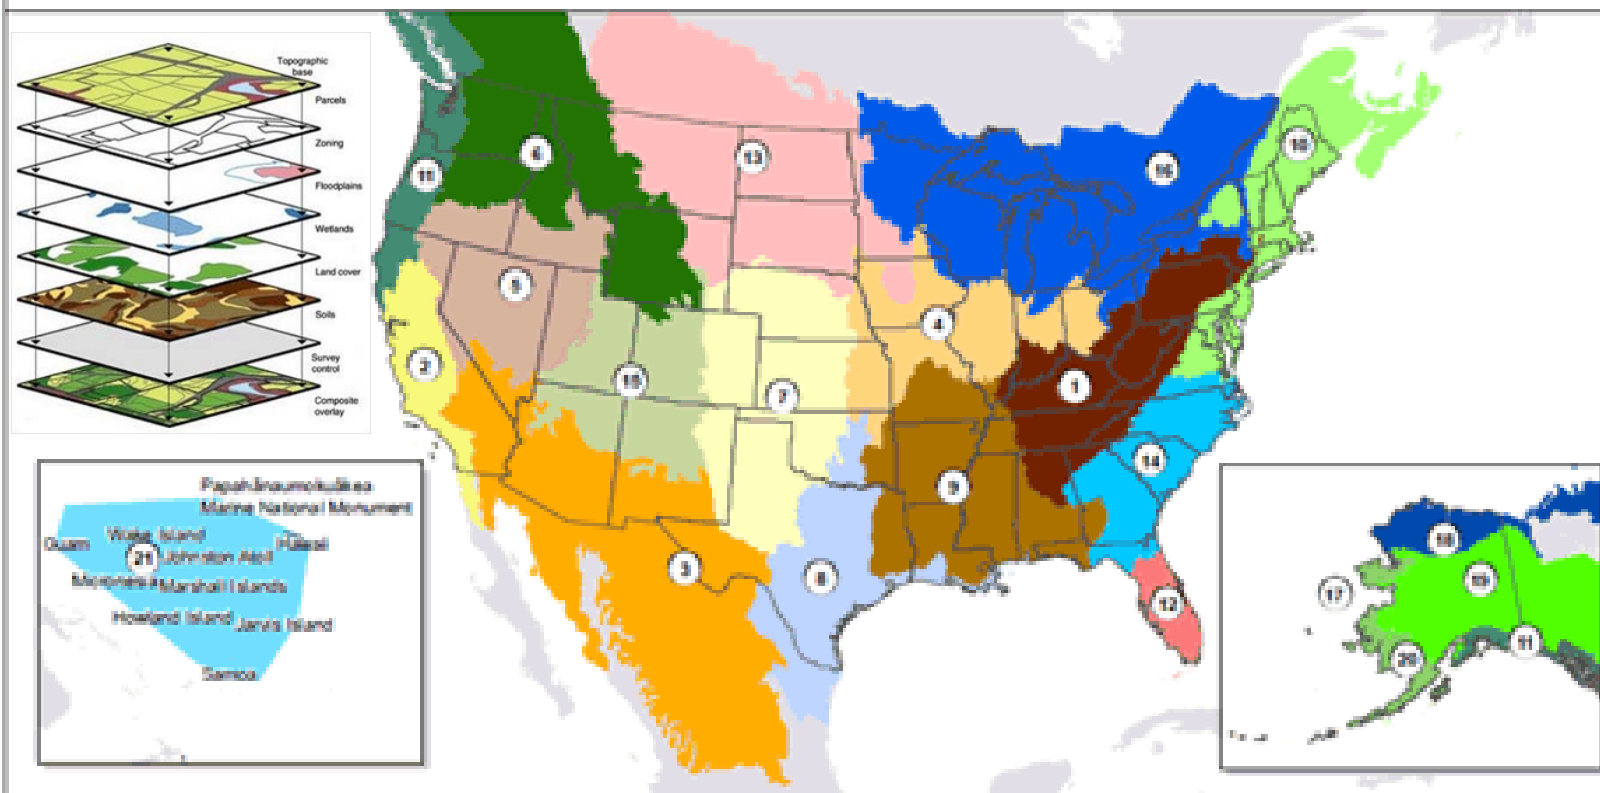 Topographic
base
Parcels
Zoning
Floodplains
Wetlands
Land cover
Soils
Survey
control
Composite
overlay
6
13
16
10
11
5
4
2
15
7
1
14
9
3
8
12
Papahānaumokuākea
Marine National Monument
Wake Island
Guam
Hawaii
21
Johnston Atoll
Micronesia
Marshall Islands
Howland Island
Jarvis Island
Samoa
18
19
17
11
20